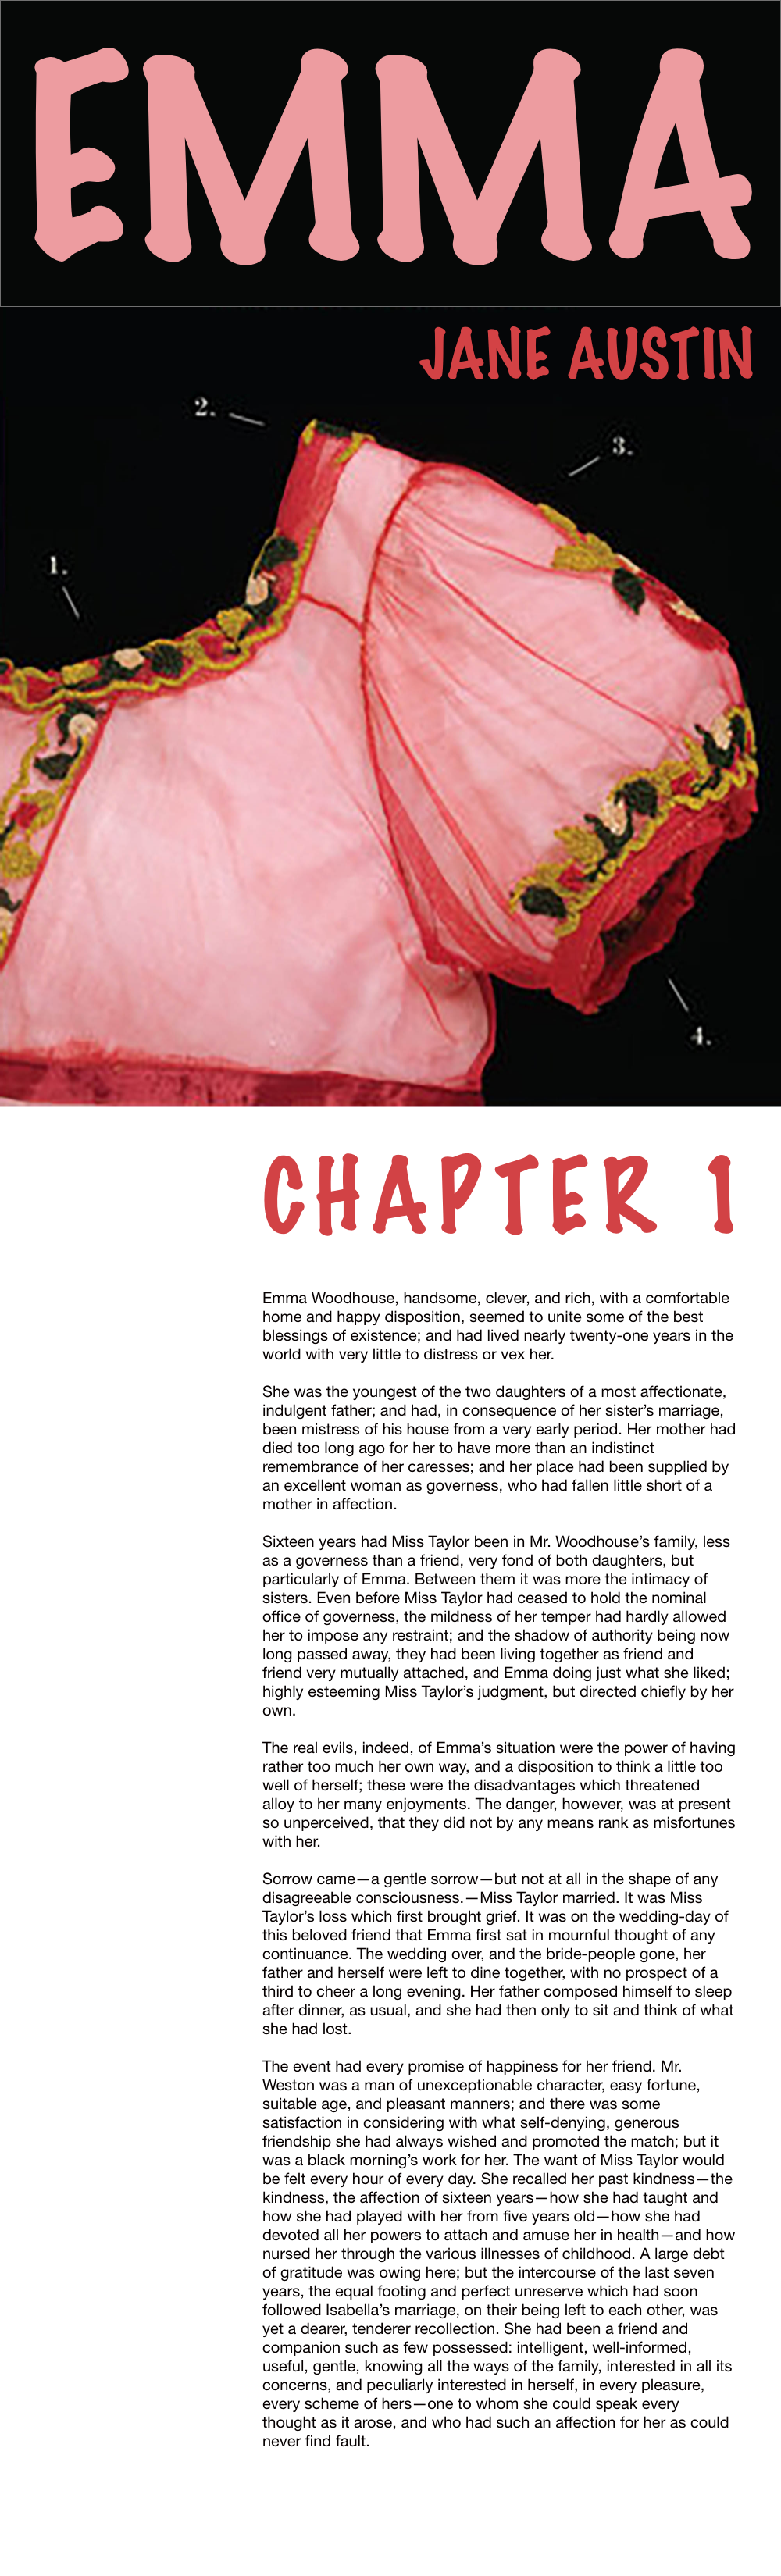 EMMA
JANE AUSTIN
2.
3.
1.
4.
CHAPTER 1
Emma Woodhouse, handsome, clever, and rich, with a comfortable
home and happy disposition, seemed to unite some of the best
blessings of existence; and had lived nearly twenty-one years in the
world with very little to distress or vex her.
She was the youngest of the two daughters of a most affectionate,
indulgent father; and had, in consequence of her sister’s marriage,
been mistress of his house from a very early period. Her mother had
died too long ago for her to have more than an indistinct
remembrance of her caresses; and her place had been supplied by
an excellent woman as governess, who had fallen little short of a
mother in affection.
Sixteen years had Miss Taylor been in Mr. Woodhouse’s family, less
as a governess than a friend, very fond of both daughters, but
particularly of Emma. Between them it was more the intimacy of
sisters. Even before Miss Taylor had ceased to hold the nominal
office of governess, the mildness of her temper had hardly allowed
her to impose any restraint; and the shadow of authority being now
long passed away, they had been living together as friend and
friend very mutually attached, and Emma doing just what she liked;
highly esteeming Miss Taylor’s judgment, but directed chiefly by her
own.
The real evils, indeed, of Emma’s situation were the power of having
rather too much her own way, and a disposition to think a little too
well of herself; these were the disadvantages which threatened
alloy to her many enjoyments. The danger, however, was at present
so unperceived, that they did not by any means rank as misfortunes
with her.
Sorrow came—a gentle sorrow—but not at all in the shape of any
disagreeable consciousness.—Miss Taylor married. It was Miss
Taylor’s loss which first brought grief. It was on the wedding-day of
this beloved friend that Emma first sat in mournful thought of any
continuance. The wedding over, and the bride-people gone, her
father and herself were left to dine together, with no prospect of a
third to cheer a long evening. Her father composed himself to sleep
after dinner, as usual, and she had then only to sit and think of what
she had lost.
The event had every promise of happiness for her friend. Mr.
Weston was a man of unexceptionable character, easy fortune,
suitable age, and pleasant manners; and there was some
satisfaction in considering with what self-denying, generous
friendship she had always wished and promoted the match; but it
was a black morning’s work for her. The want of Miss Taylor would
be felt every hour of every day. She recalled her past kindness—the
kindness, the affection of sixteen years—how she had taught and
how she had played with her from five years old—how she had
devoted all her powers to attach and amuse her in health—and how
nursed her through the various illnesses of childhood. A large debt
of gratitude was owing here; but the intercourse of the last seven
years, the equal footing and perfect unreserve which had soon
followed Isabella’s marriage, on their being left to each other, was
yet a dearer, tenderer recollection. She had been a friend and
companion such as few possessed: intelligent, well-informed,
useful, gentle, knowing all the ways of the family, interested in all its
concerns, and peculiarly interested in herself, in every pleasure,
every scheme of hers—one to whom she could speak every
thought as it arose, and who had such an affection for her as could
never find fault.